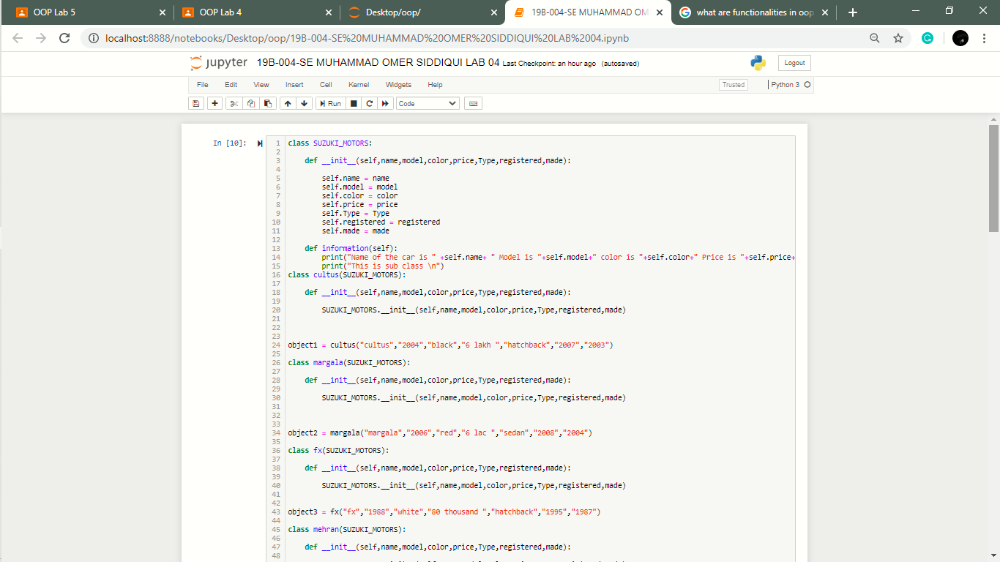 OOP Lab 5
OOP Lab 4
Desktop/oop/
19B-004-SE MUHAMMAD OM
what are functionalities in oop
localhost:8888/notebooks/Desktop/oop/19B-004-SE%20MUHAMMAD%20OMER%20SIDDIQUI%20LAB%2004.ipynb
jupyter 19B-004-SE MUHAMMAD OMER SIDDIQUI LAB 04 Last Checkpoint: an hour ago (autosaved)
Logout
File Edit View Insert Cell Kernel Widgets Help
Trusted
Python 3
Run
Code
In [10]:
1 class SUZUKI_MOTORS:
2
3 def __init__(self,name,model,color,price,Type,registered,made):
4
5 self.name = name
6 self.model = model
7 self.color = color
8 self.price = price
9 self.Type = Type
10 self.registered = registered
11 self.made = made
12
13 def information(self):
14 print("Name of the car is " +self.name+ " Model is "+self.model+" color is "+self.color+" Price is "+self.price+
15 print("This is sub class \n")
16 class cultus(SUZUKI_MOTORS):
17
18 def __init__(self,name,model,color,price,Type,registered,made):
19
20 SUZUKI_MOTORS.__init__(self,name,model,color,price,Type,registered,made)
21
22
23
24 object1 = cultus("cultus","2004","black","6 lakh ","hatchback","2007","2003")
25
26 class margala(SUZUKI_MOTORS):
27
28 def __init__(self,name,model,color,price,Type,registered,made):
29
30 SUZUKI_MOTORS.__init__(self,name,model,color,price,Type,registered,made)
31
32
33
34 object2 = margala("margala","2006","red","6 lac ","sedan","2008","2004")
35
36 class fx(SUZUKI_MOTORS):
37
38 def __init__(self,name,model,color,price,Type,registered,made):
39
40 SUZUKI_MOTORS.__init__(self,name,model,color,price,Type,registered,made)
41
42
43 object3 = fx("fx","1988","white","80 thousand ","hatchback","1995","1987")
44
45 class mehran(SUZUKI_MOTORS):
46
47 def __init__(self,name,model,color,price,Type,registered,made):
48